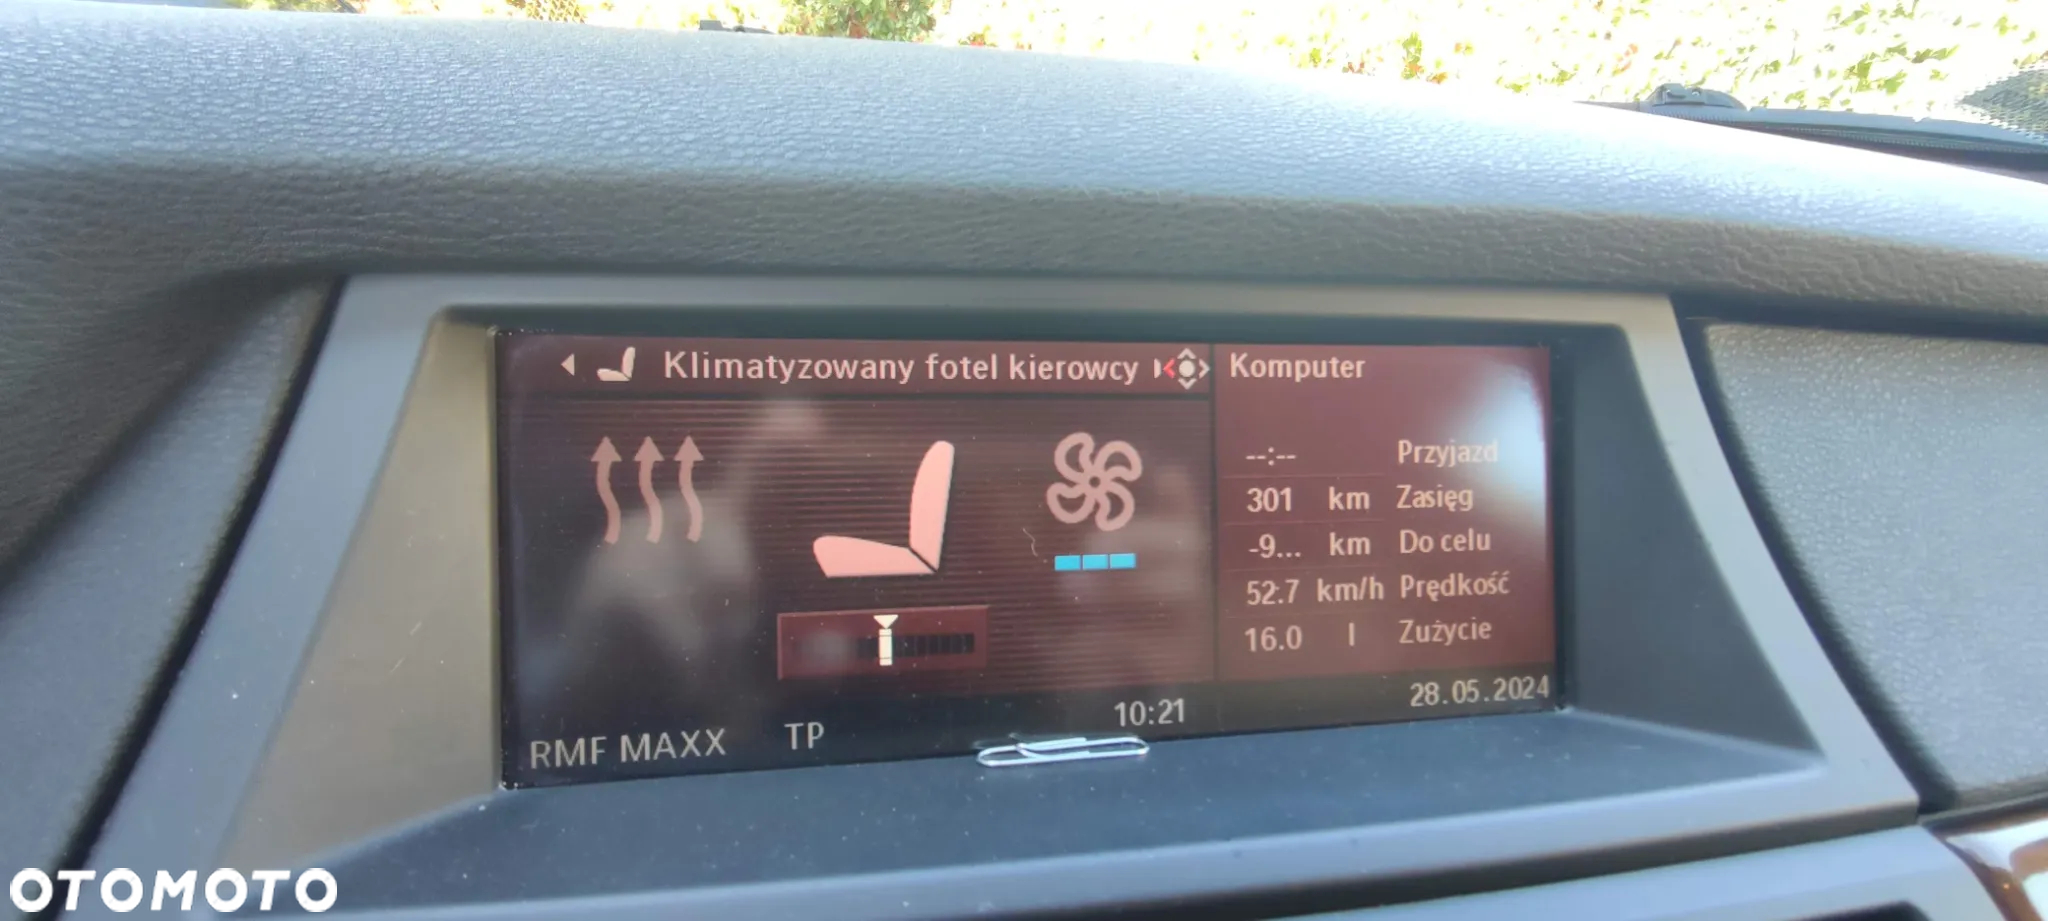 Klimatyzowany fotel kierowcy
Komputer
--:-- Przyjazd
301 km Zasięg
-9... km Do celu
52.7 km/h Prędkość
16.0 l Zużycie
RMF MAXX TP 10:21 28.05.2024
OTOMOTO